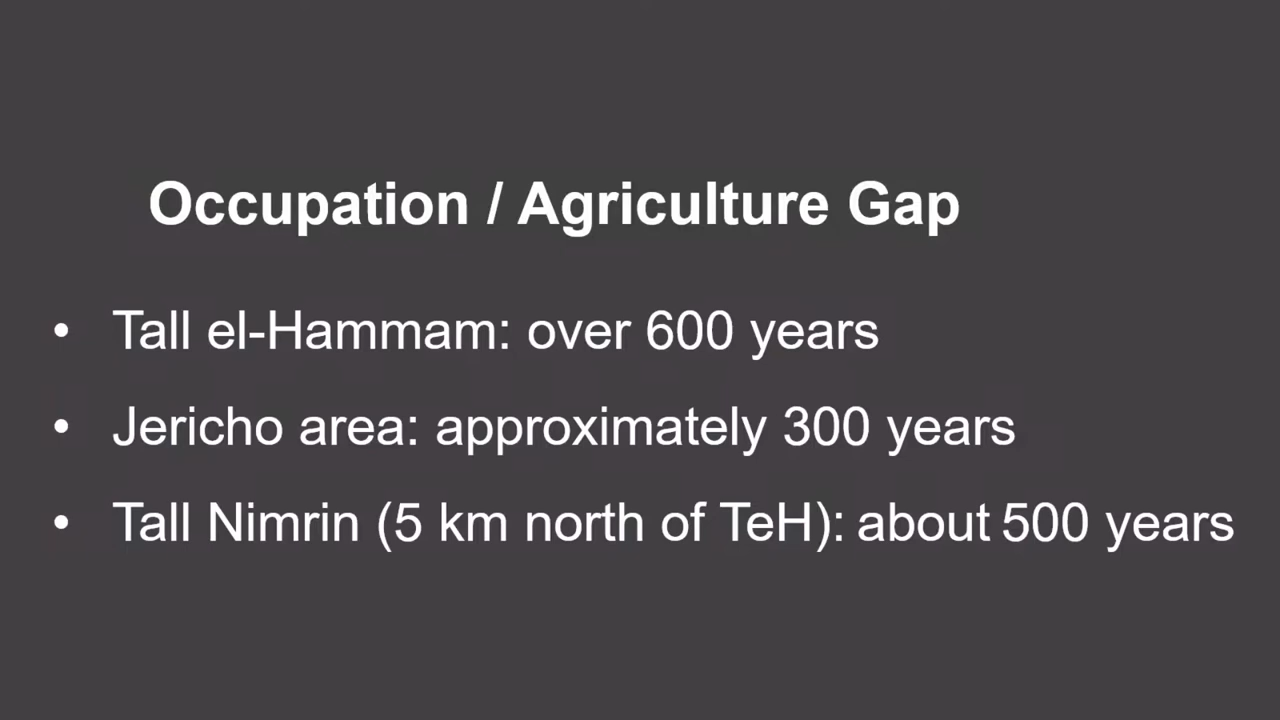 Occupation / Agriculture Gap
• Tall el-Hammam: over 600 years
• Jericho area: approximately 300 years
• Tall Nimrin (5 km north of TeH): about 500 years